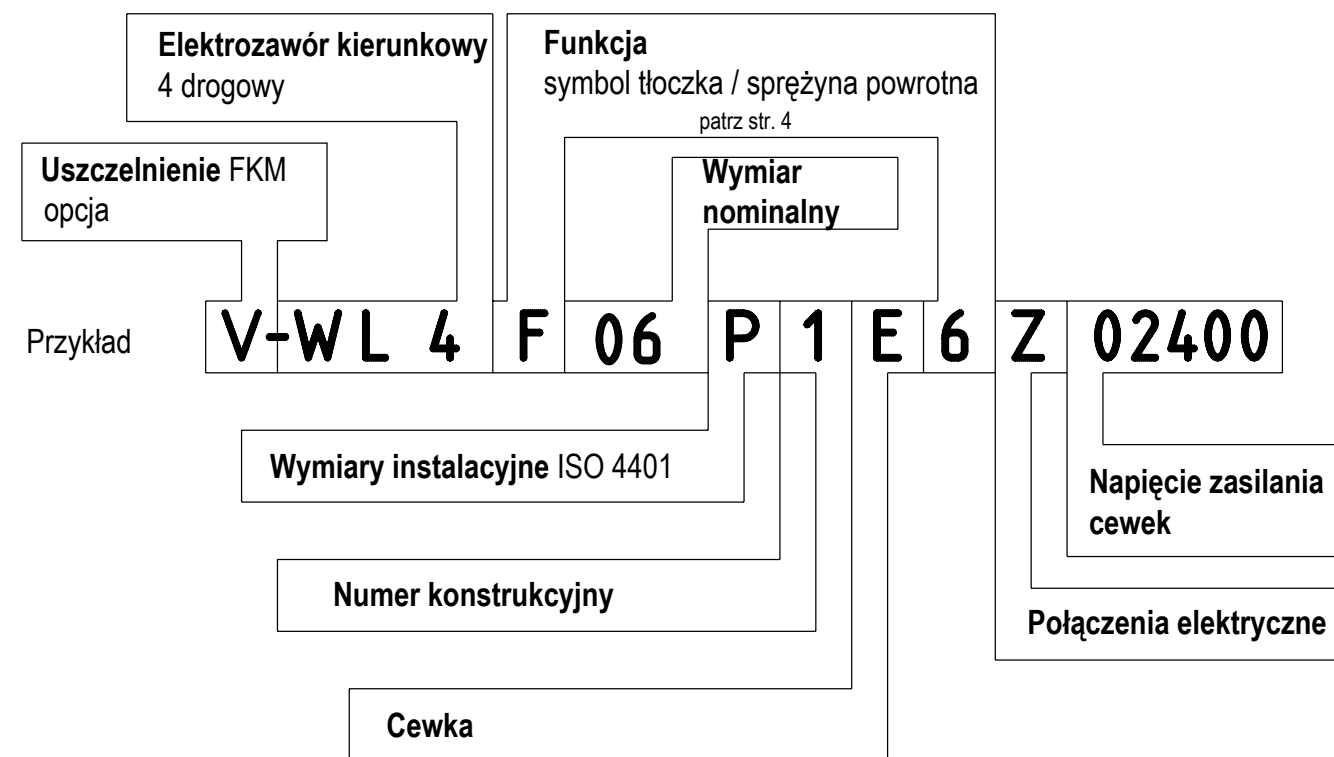 Elektrozawór kierunkowy
4 drogowy
Funkcja
symbol tłoczka / sprężyna powrotna
patrz str. 4
Uszczelnienie FKM
opcja
Wymiar
nominalny
Przykład
V-WL 4 F 06 P 1 E 6 Z 02400
Wymiary instalacyjne ISO 4401
Napięcie zasilania
cewek
Numer konstrukcyjny
Połączenia elektryczne
Cewka